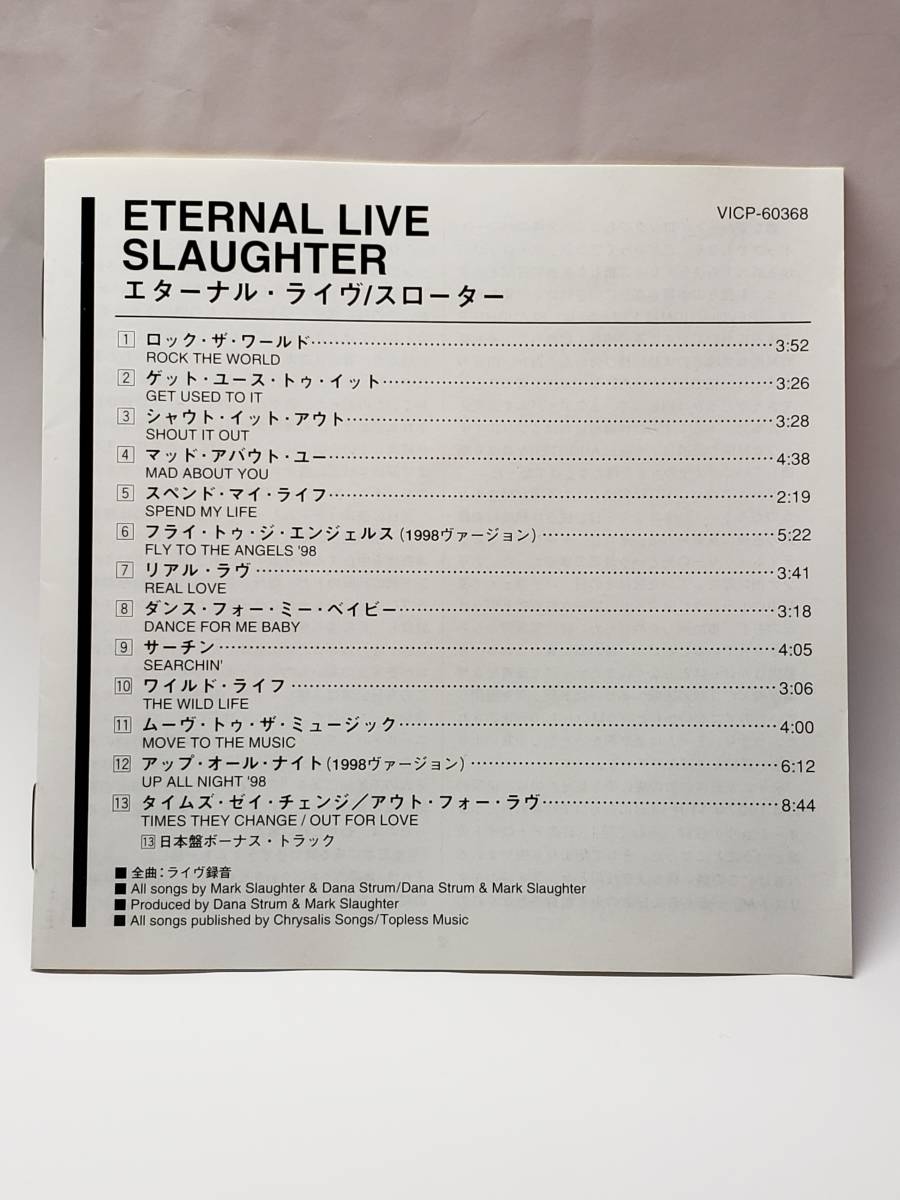 ETERNAL LIVE
VICP-60368
SLAUGHTER
エターナル・ライヴ/スローター
1 ロック・ザ・ワールド 3:52
ROCK THE WORLD
2 ゲット・ユース・トゥ・イット 3:26
GET USED TO IT
3 シャウト・イット・アウト 3:28
SHOUT IT OUT
4 マッド・アバウト・ユー 4:38
MAD ABOUT YOU
5 スペンド・マイ・ライフ 2:19
SPEND MY LIFE
6 フライ・トゥ・ジ・エンジェルス(1998ヴァージョン) 5:22
FLY TO THE ANGELS '98
7 リアル・ラヴ 3:41
REAL LOVE
8 ダンス・フォー・ミー・ベイビー 3:18
DANCE FOR ME BABY
9 サーチン 4:05
SEARCHIN'
10 ワイルド・ライフ 3:06
THE WILD LIFE
11 ムーヴ・トゥ・ザ・ミュージック 4:00
MOVE TO THE MUSIC
12 アップ・オール・ナイト(1998ヴァージョン) 6:12
UP ALL NIGHT '98
13 タイムズ・ゼイ・チェンジ/アウト・フォー・ラヴ 8:44
TIMES THEY CHANGE / OUT FOR LOVE
13 日本盤ボーナス・トラック
■ 全曲:ライヴ録音
■ All songs by Mark Slaughter & Dana Strum/Dana Strum & Mark Slaughter
■ Produced by Dana Strum & Mark Slaughter
■ All songs published by Chrysalis Songs/Topless Music